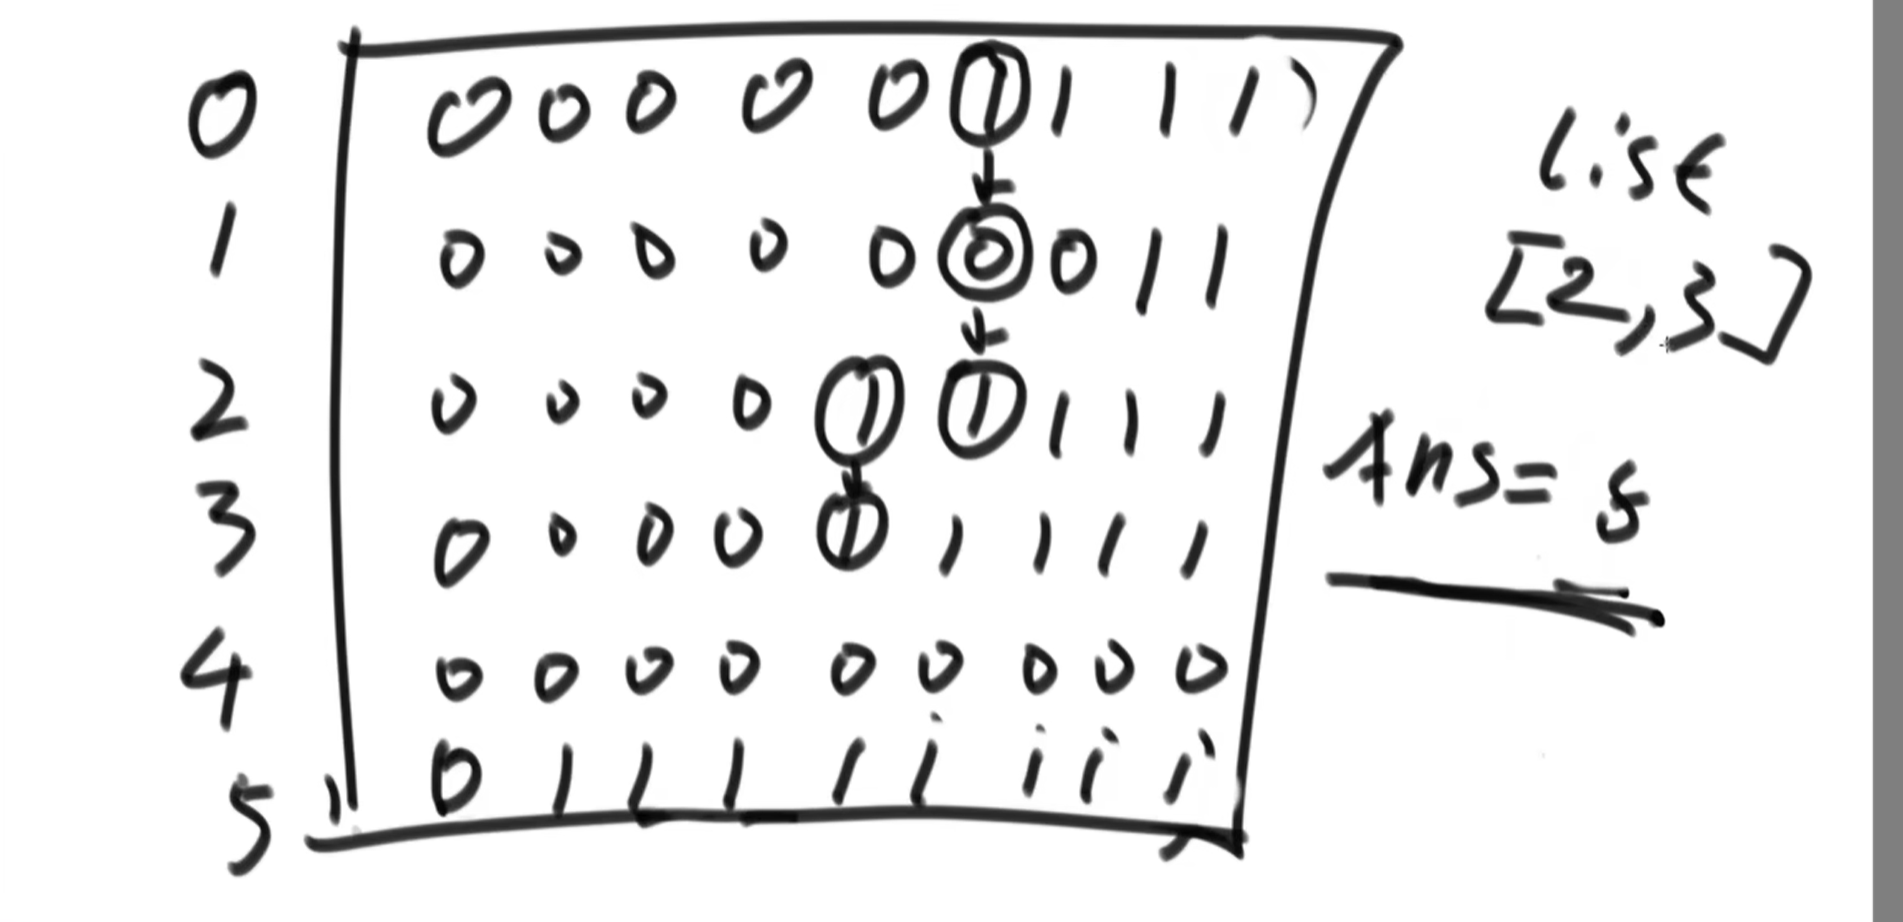 0 0 0 0 0 0 1 1 1 1
1 0 0 0 0 0 0 0 1 1
2 0 0 0 0 1 1 1 1 1
3 0 0 0 0 1 1 1 1 1
4 0 0 0 0 0 0 0 0 0
5 0 1 1 1 1 1 1 1 1
list
[2,3]
Ans = 5